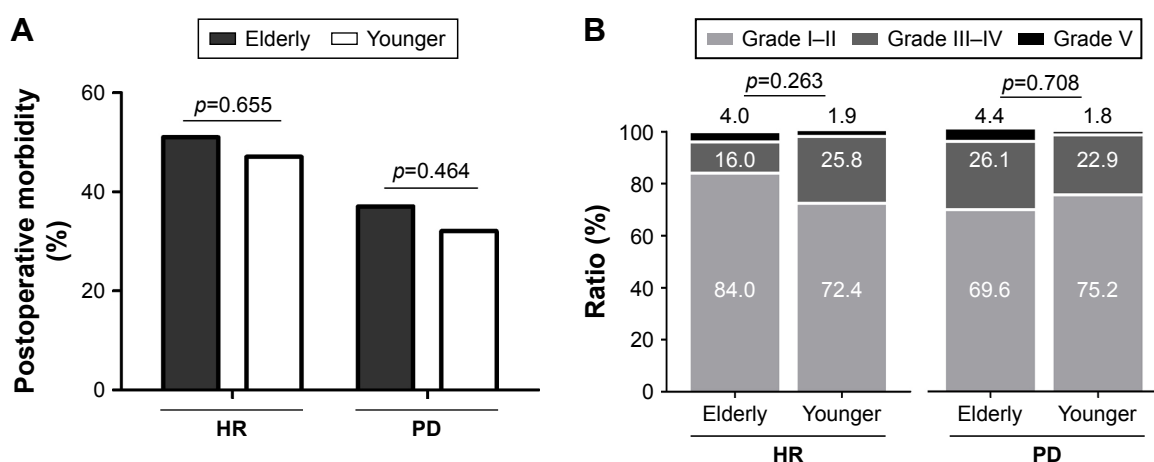 A
Elderly Younger
Postoperative morbidity
(%)
60
40
20
0
p=0.655
p=0.464
HR PD
B
Grade I–II Grade III–IV Grade V
p=0.263 p=0.708
4.0 1.9 4.4 1.8
Ratio (%)
100
80
60
40
20
0
16.0 25.8 26.1 22.9
84.0 72.4 69.6 75.2
Elderly Younger Elderly Younger
HR PD